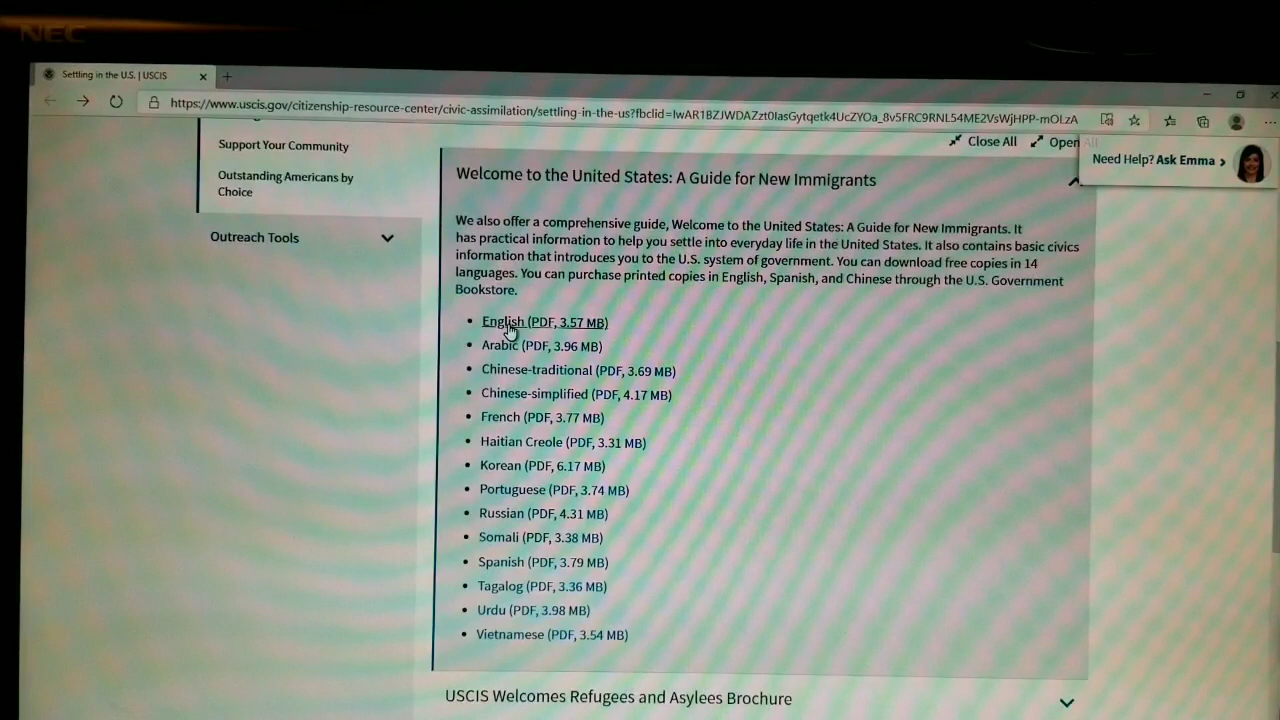 NEC
Settling in the U.S. | USCIS
https://www.uscis.gov/citizenship-resource-center/civic-assimilation/settling-in-the-us?fbclid=IwAR1BZJWDAZzt0IasGytqetk4UcZYOa_8v5FRC9RNL54ME2VsWjHPP-mOLzA
Support Your Community
Outstanding Americans by
Choice
Outreach Tools
Close All
Open
Need Help? Ask Emma
Welcome to the United States: A Guide for New Immigrants
We also offer a comprehensive guide, Welcome to the United States: A Guide for New Immigrants. It
has practical information to help you settle into everyday life in the United States. It also contains basic civics
information that introduces you to the U.S. system of government. You can download free copies in 14
languages. You can purchase printed copies in English, Spanish, and Chinese through the U.S. Government
Bookstore.
• English (PDF, 3.57 MB)
• Arabic (PDF, 3.96 MB)
• Chinese-traditional (PDF, 3.69 MB)
• Chinese-simplified (PDF, 4.17 MB)
• French (PDF, 3.77 MB)
• Haitian Creole (PDF, 3.31 MB)
• Korean (PDF, 6.17 MB)
• Portuguese (PDF, 3.74 MB)
• Russian (PDF, 4.31 MB)
• Somali (PDF, 3.38 MB)
• Spanish (PDF, 3.79 MB)
• Tagalog (PDF, 3.36 MB)
• Urdu (PDF, 3.98 MB)
• Vietnamese (PDF, 3.54 MB)
USCIS Welcomes Refugees and Asylees Brochure